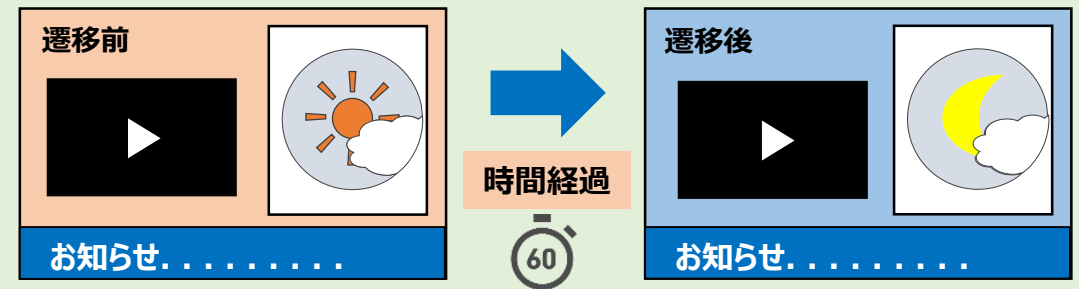 遷移前
お知らせ. . . . . . . . .
時間経過
60
遷移後
お知らせ. . . . . . . . .